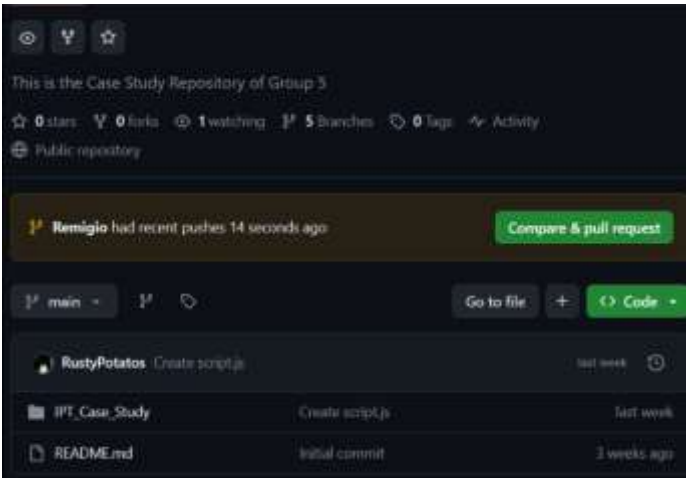 This is the Case Study Repository of Group 5
0 stars 0 forks 1 watching 5 Branches 0 Tags Activity
Public repository
Remigio had recent pushes 14 seconds ago
Compare & pull request
main Go to file + <> Code
RustyPotatos Create script.js last week
IPT_Case_Study Create script.js last week
README.md Initial commit 3 weeks ago